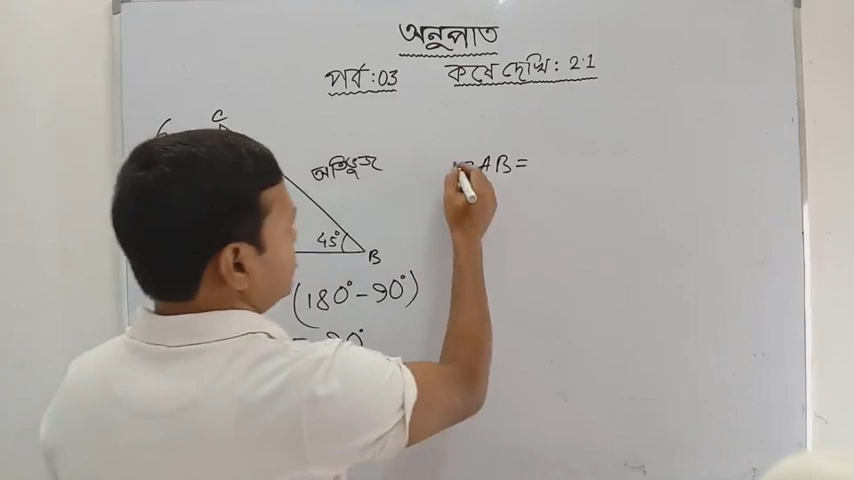 অনুপাত
পর্ব : 03
কষে দেখি : 2.1
C
অতিভুজ
AB =
45°
B
(180° - 90°)